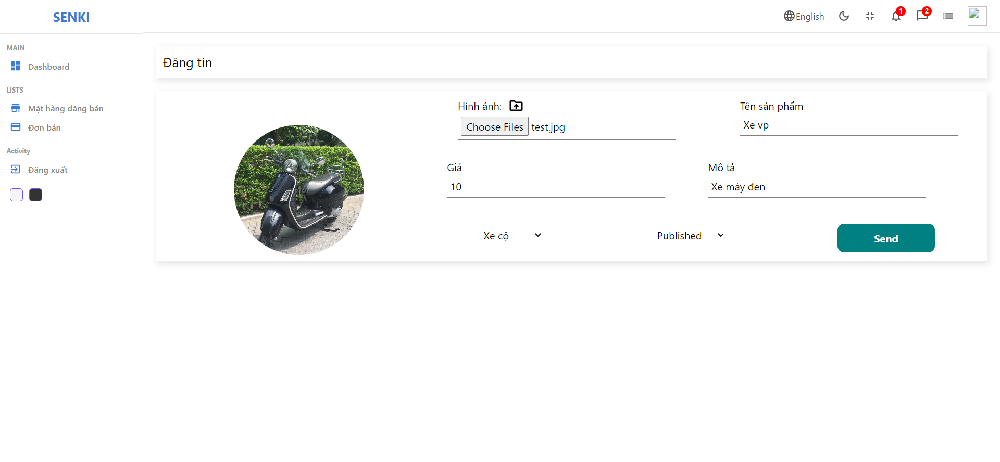 SENKI
English
1
2
MAIN
Dashboard
LISTS
Mặt hàng đăng bán
Đơn bán
Activity
Đăng xuất
Đăng tin
Hình ảnh:
Choose Files test.jpg
Tên sản phẩm
Xe vp
Giá
10
Mô tả
Xe máy đen
Xe cộ
Published
Send